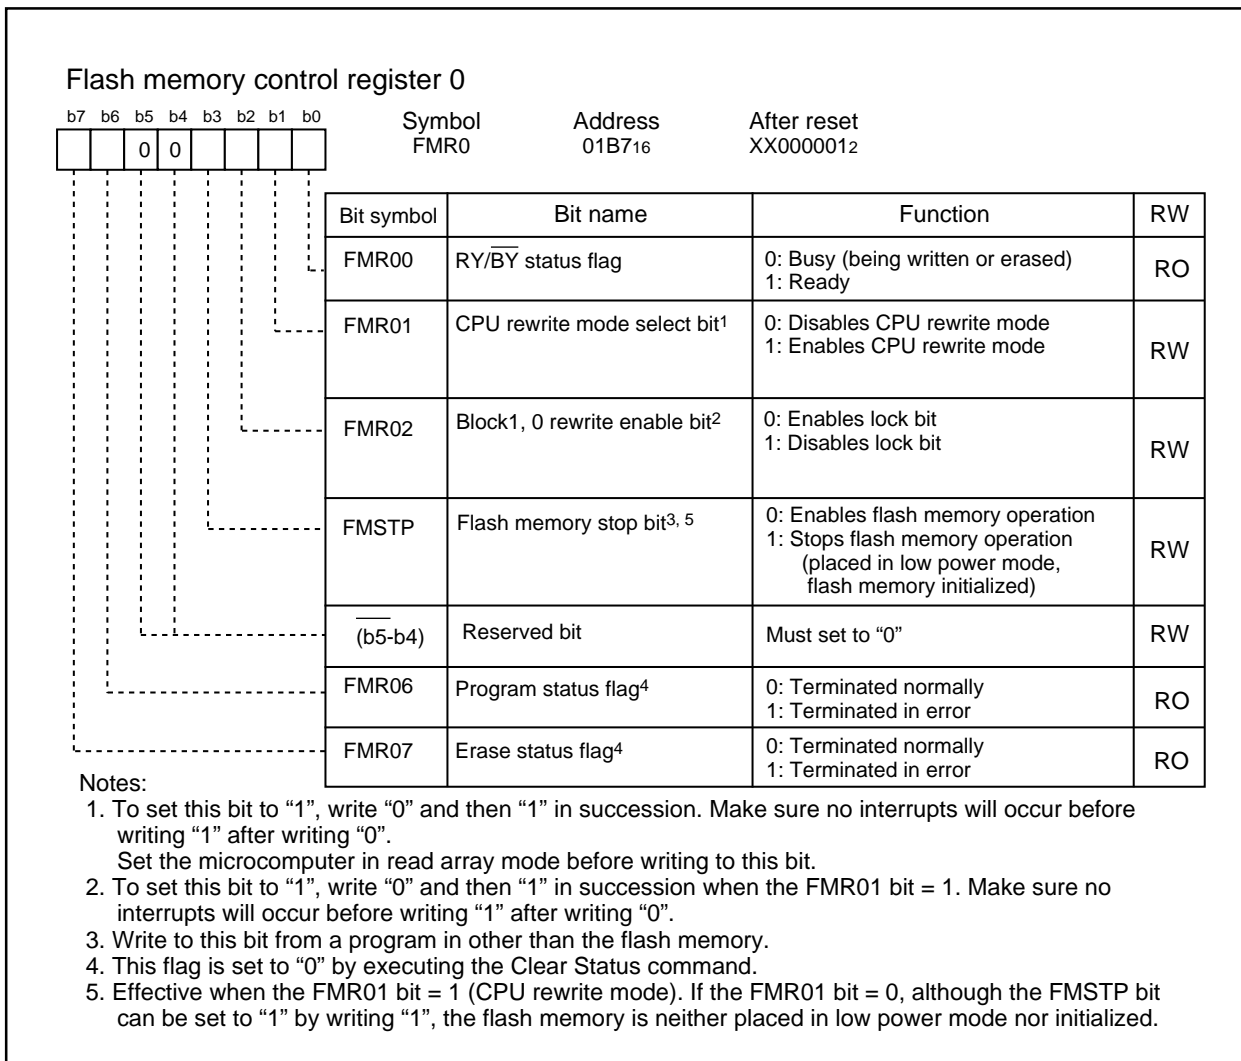 Flash memory control register 0
b7 b6 b5 b4 b3 b2 b1 b0
0 0
Symbol Address After reset
FMR0 01B716 XX0000012
Bit symbol Bit name Function RW
FMR00 RY/BY status flag 0: Busy (being written or erased) RO
1: Ready
FMR01 CPU rewrite mode select bit1 0: Disables CPU rewrite mode RW
1: Enables CPU rewrite mode
FMR02 Block1, 0 rewrite enable bit2 0: Enables lock bit RW
1: Disables lock bit
FMSTP Flash memory stop bit3, 5 0: Enables flash memory operation RW
1: Stops flash memory operation
(placed in low power mode,
flash memory initialized)
(b5-b4) Reserved bit Must set to “0” RW
FMR06 Program status flag4 0: Terminated normally RO
1: Terminated in error
FMR07 Erase status flag4 0: Terminated normally RO
1: Terminated in error
Notes:
1. To set this bit to “1”, write “0” and then “1” in succession. Make sure no interrupts will occur before
writing “1” after writing “0”.
Set the microcomputer in read array mode before writing to this bit.
2. To set this bit to “1”, write “0” and then “1” in succession when the FMR01 bit = 1. Make sure no
interrupts will occur before writing “1” after writing “0”.
3. Write to this bit from a program in other than the flash memory.
4. This flag is set to “0” by executing the Clear Status command.
5. Effective when the FMR01 bit = 1 (CPU rewrite mode). If the FMR01 bit = 0, although the FMSTP bit
can be set to “1” by writing “1”, the flash memory is neither placed in low power mode nor initialized.